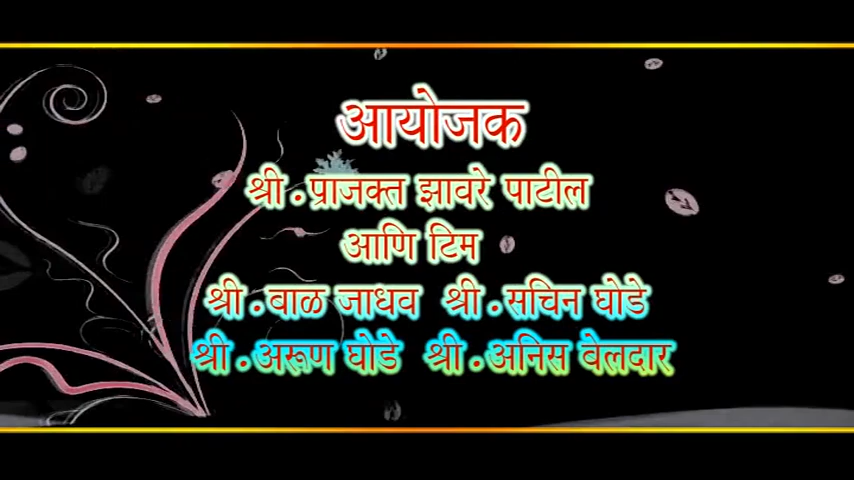 आयोजक
श्री . प्राजक्त झावरे पाटील
आणि टिम
श्री . बाळ जाधव श्री . सचिन घोडे
श्री . अरूण घोडे श्री . अनिस बेलदार